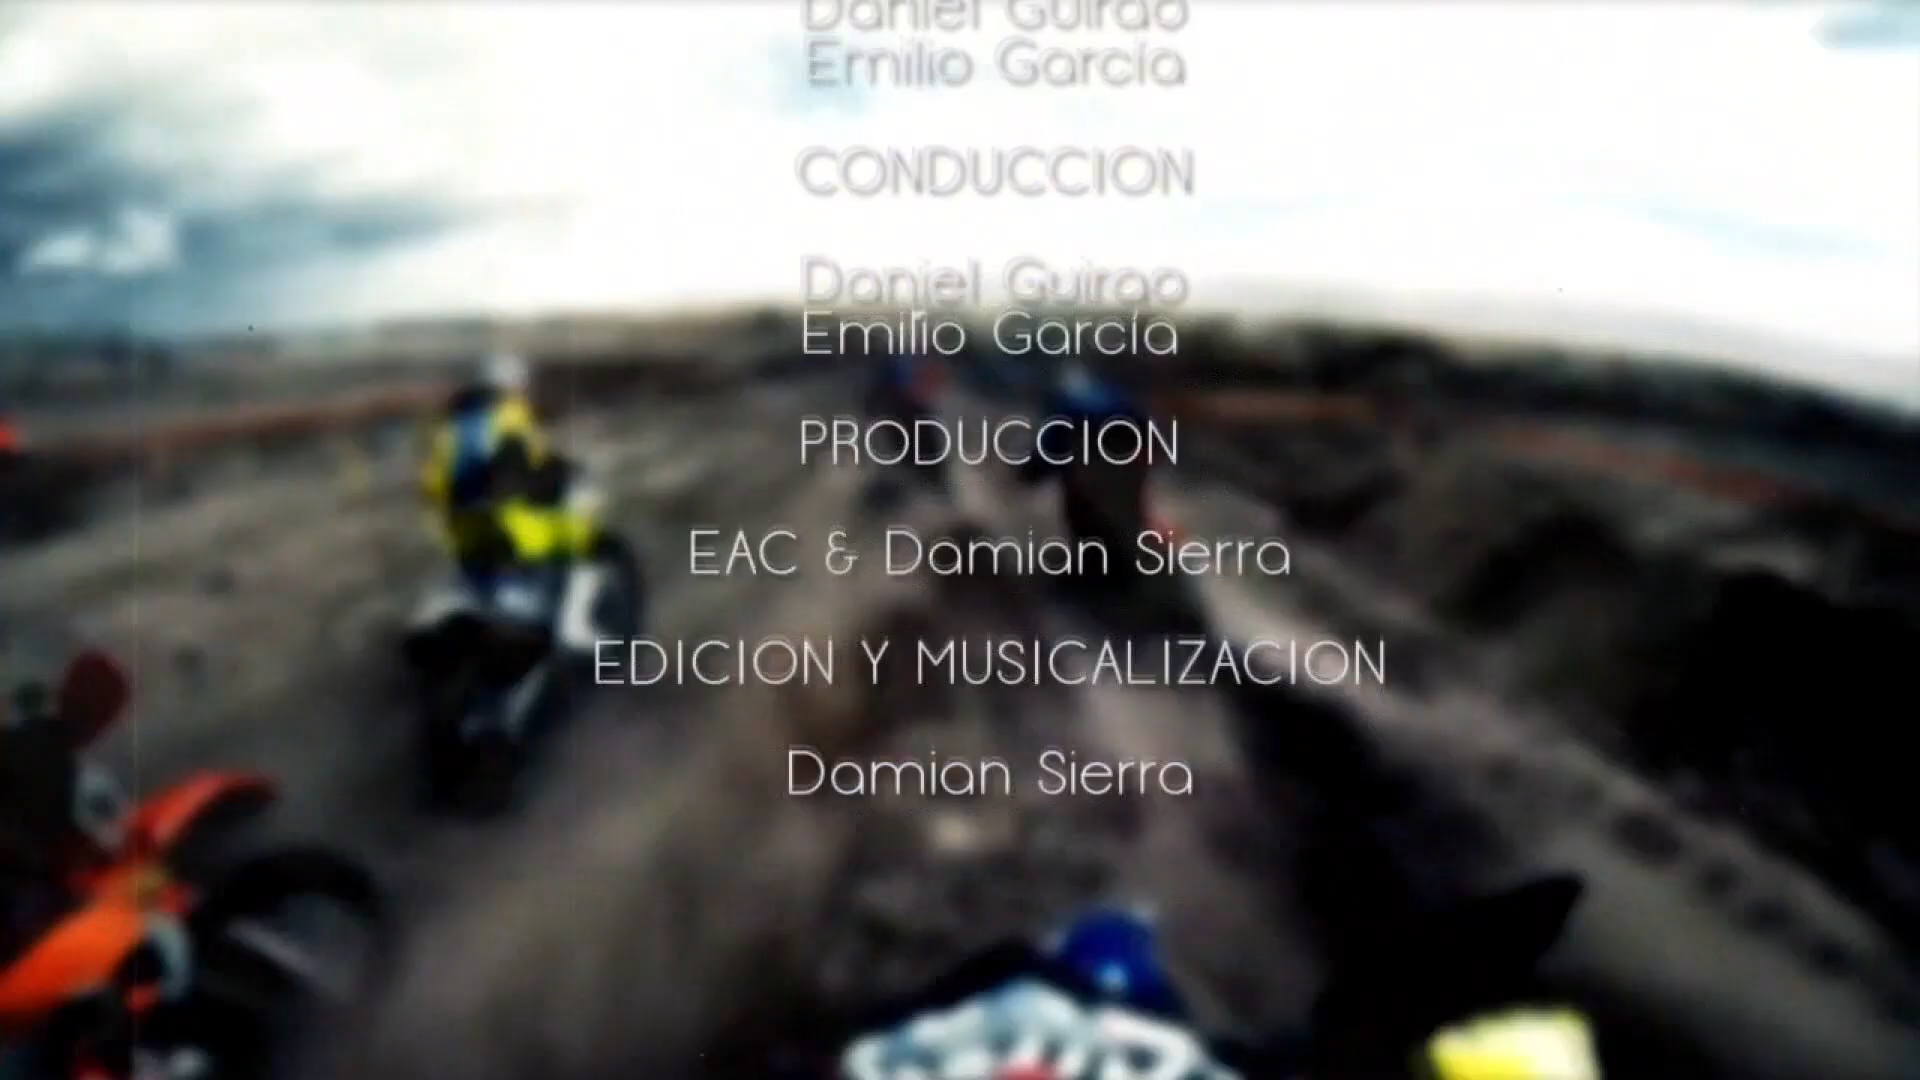 Daniel Guirao
Emilio García
CONDUCCION
Daniel Guirao
Emilio García
PRODUCCION
EAC & Damian Sierra
EDICION Y MUSICALIZACION
Damian Sierra